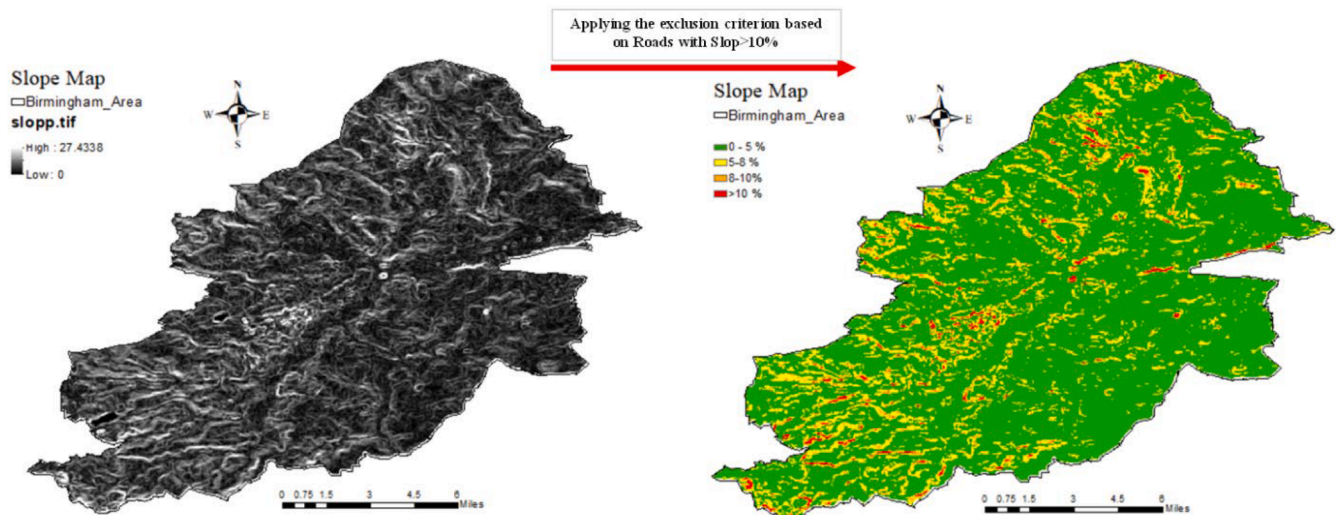 Applying the exclusion criterion based
on Roads with Slop>10%
Slope Map
Birmingham_Area
slopp.tif
High : 27.4338
Low : 0
N
W
E
S
0 0.75 1.5 3 4.5 6
Miles
Slope Map
Birmingham_Area
0 - 5 %
5-8 %
8-10%
>10 %
N
W
E
S
0 0.75 1.5 3 4.5 6
Miles